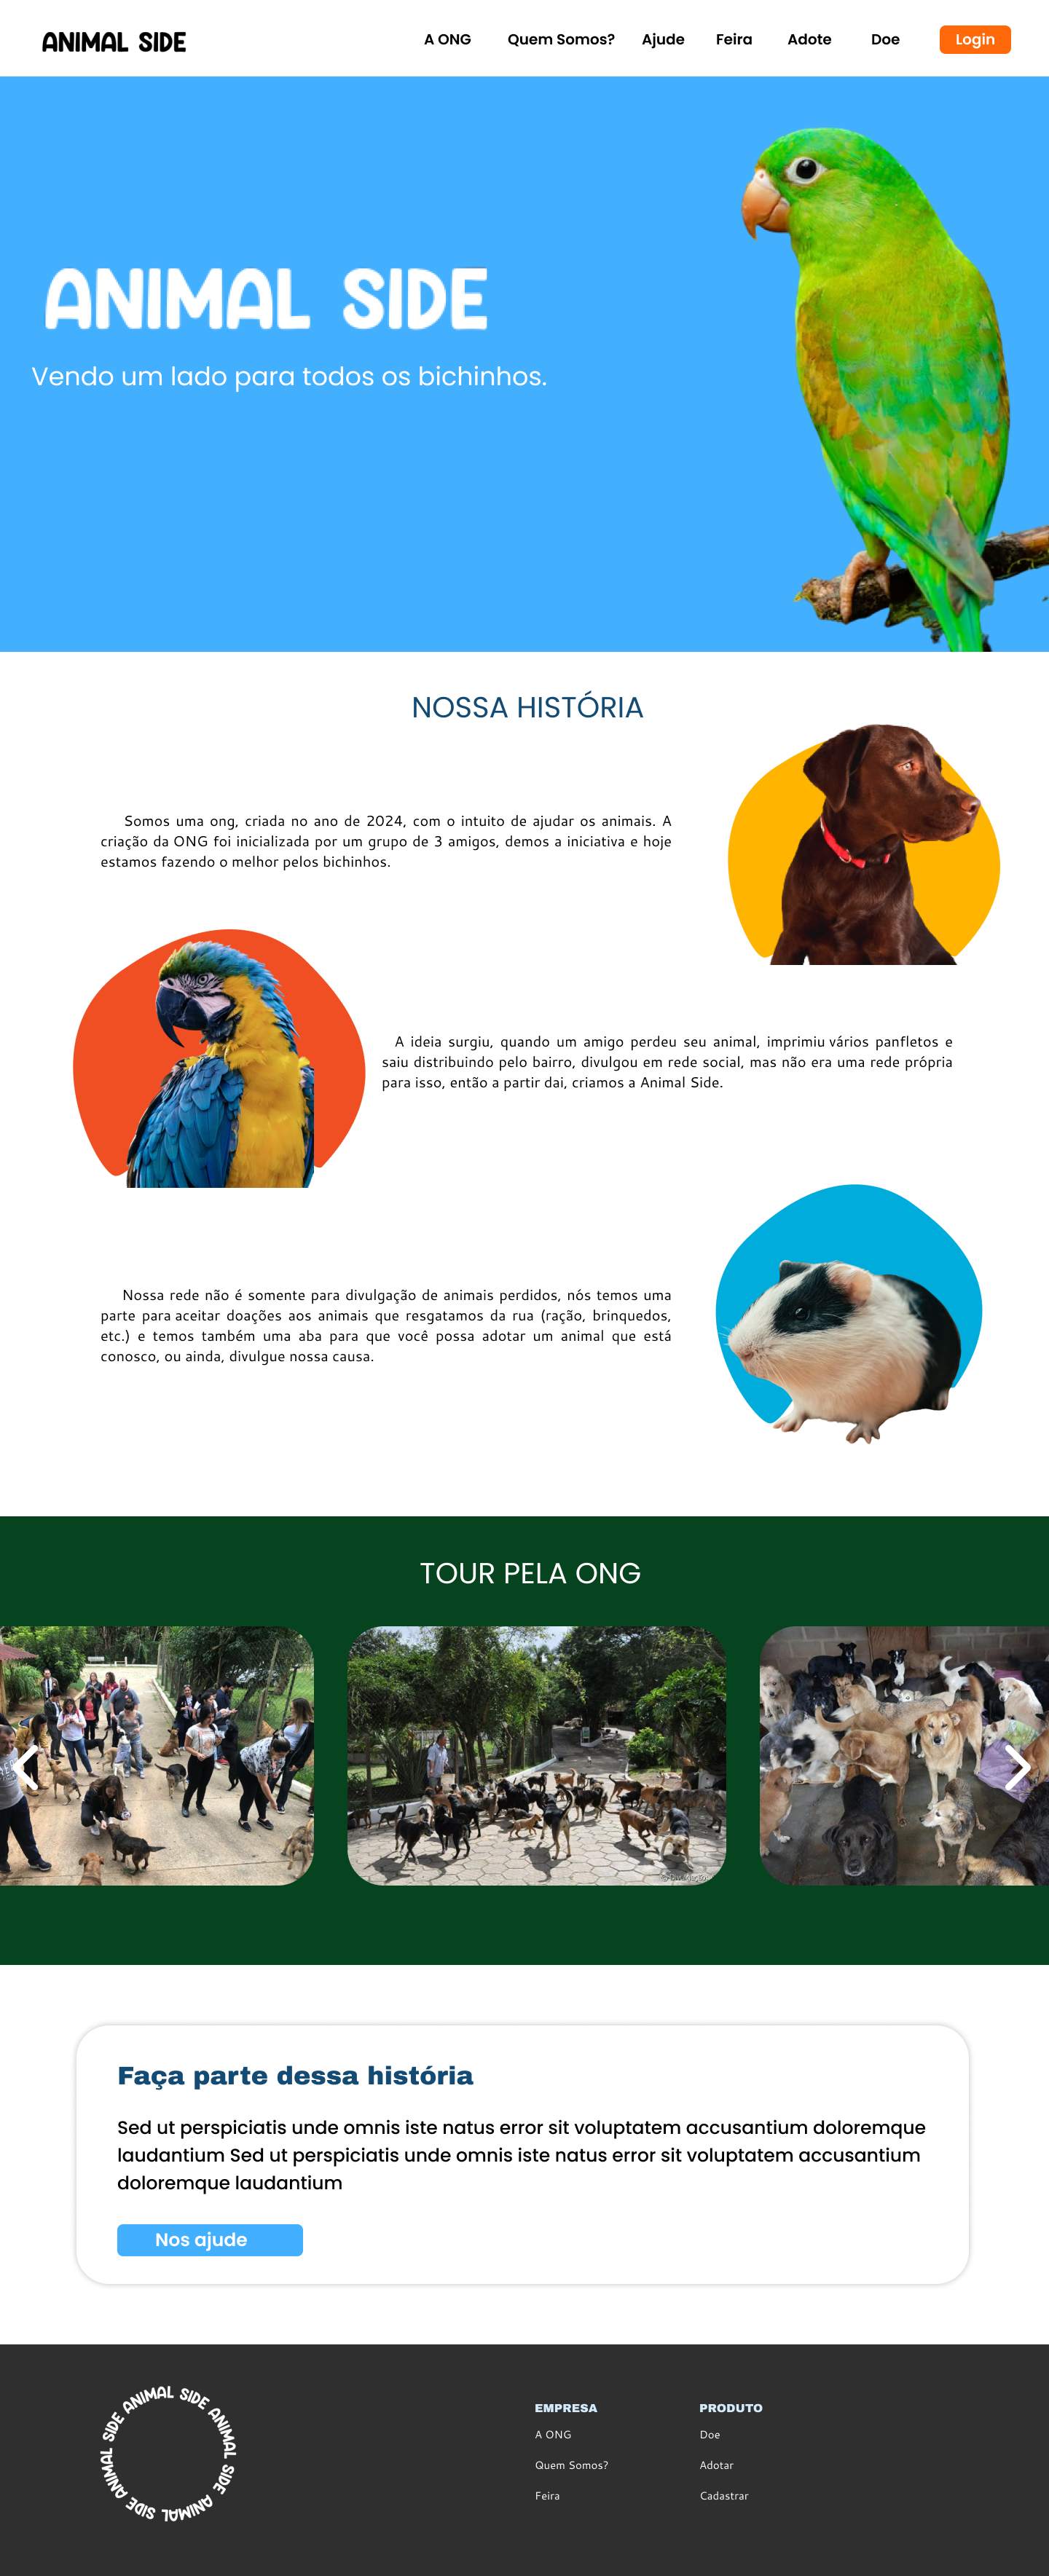 ANIMAL SIDE
A ONG Quem Somos? Ajude Feira Adote Doe Login
ANIMAL SIDE
Vendo um lado para todos os bichinhos.
NOSSA HISTÓRIA
Somos uma ong, criada no ano de 2024, com o intuito de ajudar os animais. A
criação da ONG foi inicializada por um grupo de 3 amigos, demos a iniciativa e hoje
estamos fazendo o melhor pelos bichinhos.
A ideia surgiu, quando um amigo perdeu seu animal, imprimiu vários panfletos e
saiu distribuindo pelo bairro, divulgou em rede social, mas não era uma rede própria
para isso, então a partir dai, criamos a Animal Side.
Nossa rede não é somente para divulgação de animais perdidos, nós temos uma
parte para aceitar doações aos animais que resgatamos da rua (ração, brinquedos,
etc.) e temos também uma aba para que você possa adotar um animal que está
conosco, ou ainda, divulgue nossa causa.
TOUR PELA ONG
Faça parte dessa história
Sed ut perspiciatis unde omnis iste natus error sit voluptatem accusantium doloremque
laudantium Sed ut perspiciatis unde omnis iste natus error sit voluptatem accusantium
doloremque laudantium
Nos ajude
ANIMAL SIDE ANIMAL SIDE ANIMAL SIDE ANIMAL SIDE
EMPRESA
A ONG
Quem Somos?
Feira
PRODUTO
Doe
Adotar
Cadastrar